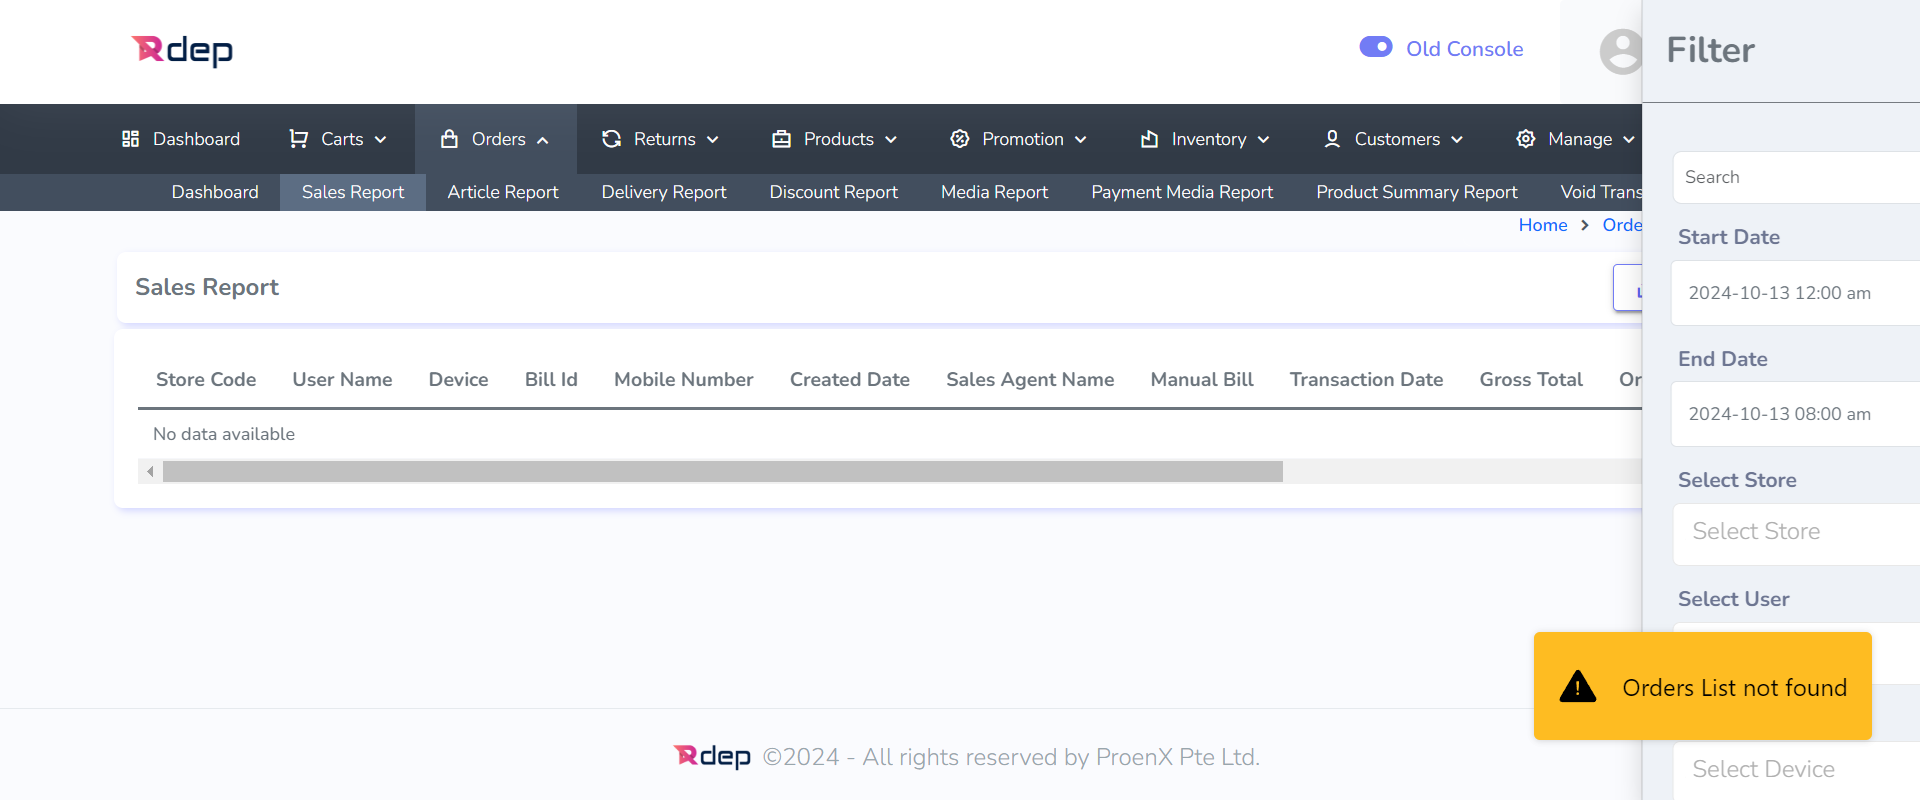 Rdep
Old Console
Filter
Dashboard Carts Orders Returns Products Promotion Inventory Customers Manage
Dashboard Sales Report Article Report Delivery Report Discount Report Media Report Payment Media Report Product Summary Report Void Trans
Home > Orde
Search
Start Date
2024-10-13 12:00 am
End Date
2024-10-13 08:00 am
Select Store
Select Store
Select User
Select Device
Sales Report
Store Code User Name Device Bill Id Mobile Number Created Date Sales Agent Name Manual Bill Transaction Date Gross Total Or
No data available
Orders List not found
Rdep ©2024 - All rights reserved by ProenX Pte Ltd.